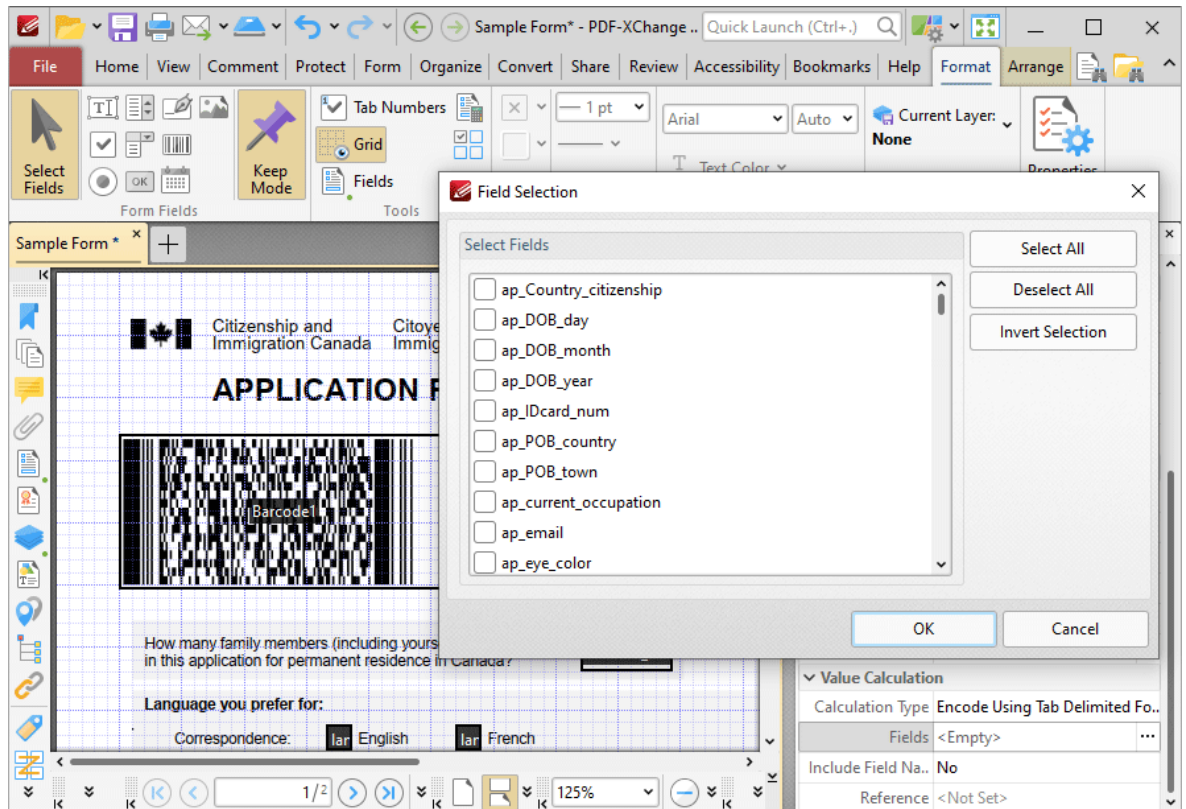 Sample Form* - PDF-XChange ..
Quick Launch (Ctrl+.)
File Home View Comment Protect Form Organize Convert Share Review Accessibility Bookmarks Help Format Arrange
Select Fields
OK
Form Fields
Keep Mode
Tab Numbers
Grid
Fields
Tools
1 pt
Arial
Auto
Text Color
Current Layer:
None
Properties
Sample Form *
Citizenship and
Immigration Canada
Citoye
Immig
APPLICATION F
Barcode1
How many family members (including yours
in this application for permanent residence in Canada?
Language you prefer for:
Correspondence:
lar
English
lar
French
1/2
125%
Field Selection
Select Fields
ap_Country_citizenship
ap_DOB_day
ap_DOB_month
ap_DOB_year
ap_IDcard_num
ap_POB_country
ap_POB_town
ap_current_occupation
ap_email
ap_eye_color
Select All
Deselect All
Invert Selection
OK
Cancel
Value Calculation
Calculation Type Encode Using Tab Delimited Fo..
Fields <Empty> ...
Include Field Na.. No
Reference <Not Set>